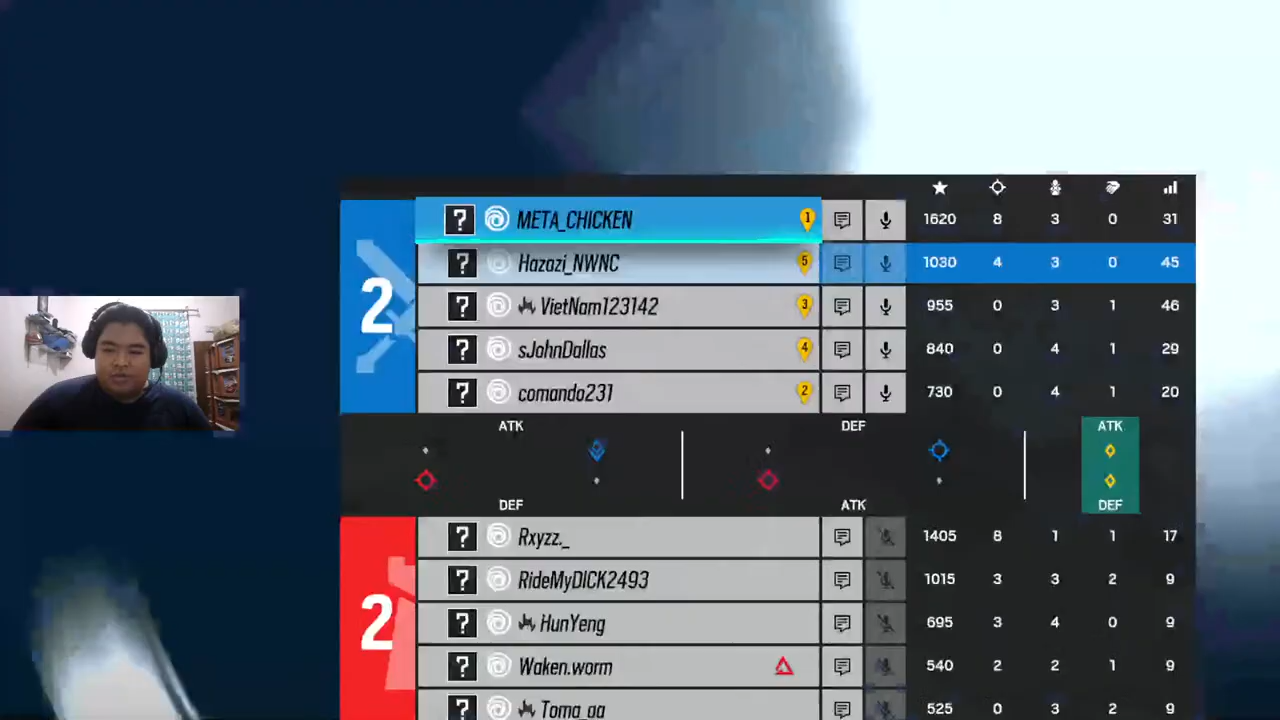 ? META_CHICKEN 1 1620 8 3 0 31
? Hazazi_NWNC 5 1030 4 3 0 45
2
? VietNam123142 3 955 0 3 1 46
? sJohnDallas 4 840 0 4 1 29
? comando231 2 730 0 4 1 20
ATK DEF ATK
DEF ATK DEF
? Rxyzz._ 1405 8 1 1 17
? RideMyDICK2493 1015 3 3 2 9
2
? HunYeng 695 3 4 0 9
? Waken.worm 540 2 2 1 9
? Toma_aa 525 0 3 2 9